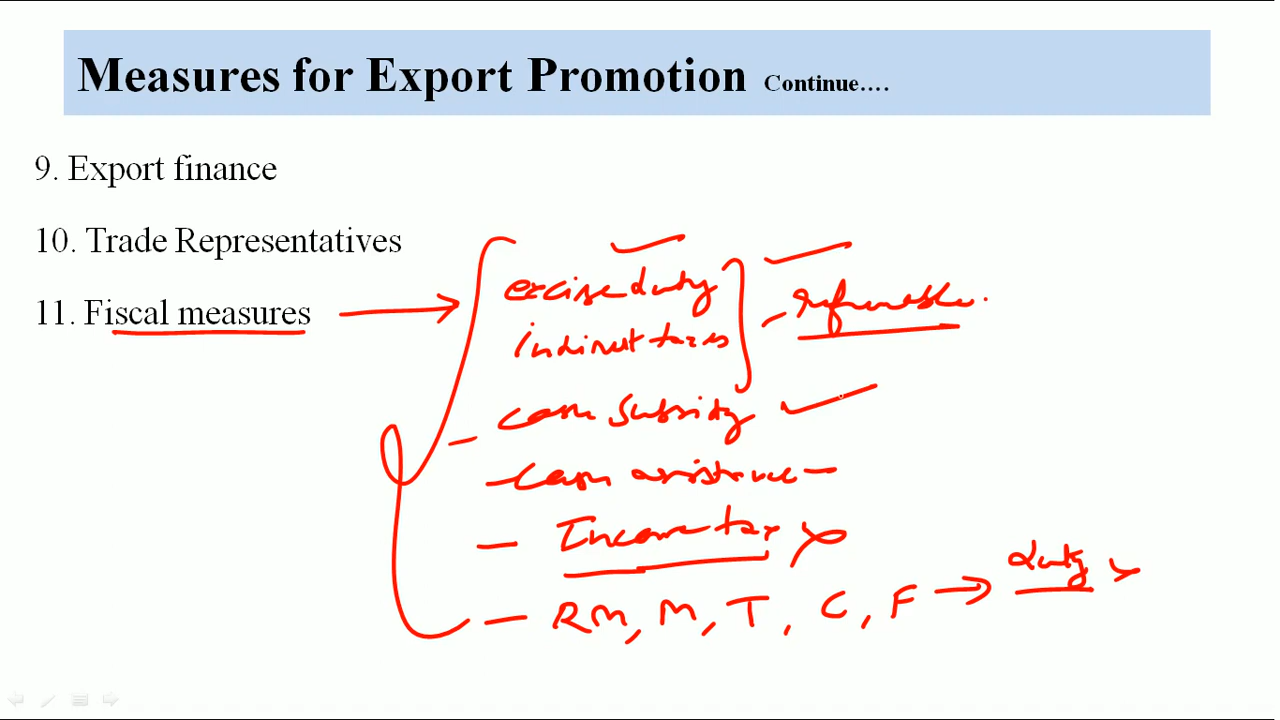 Measures for Export Promotion Continue....
9. Export finance
10. Trade Representatives
11. Fiscal measures
excise duty
indirect taxes
refundable.
cash subsidy
cash assistance
Income tax
RM, M, T, C, F → duty